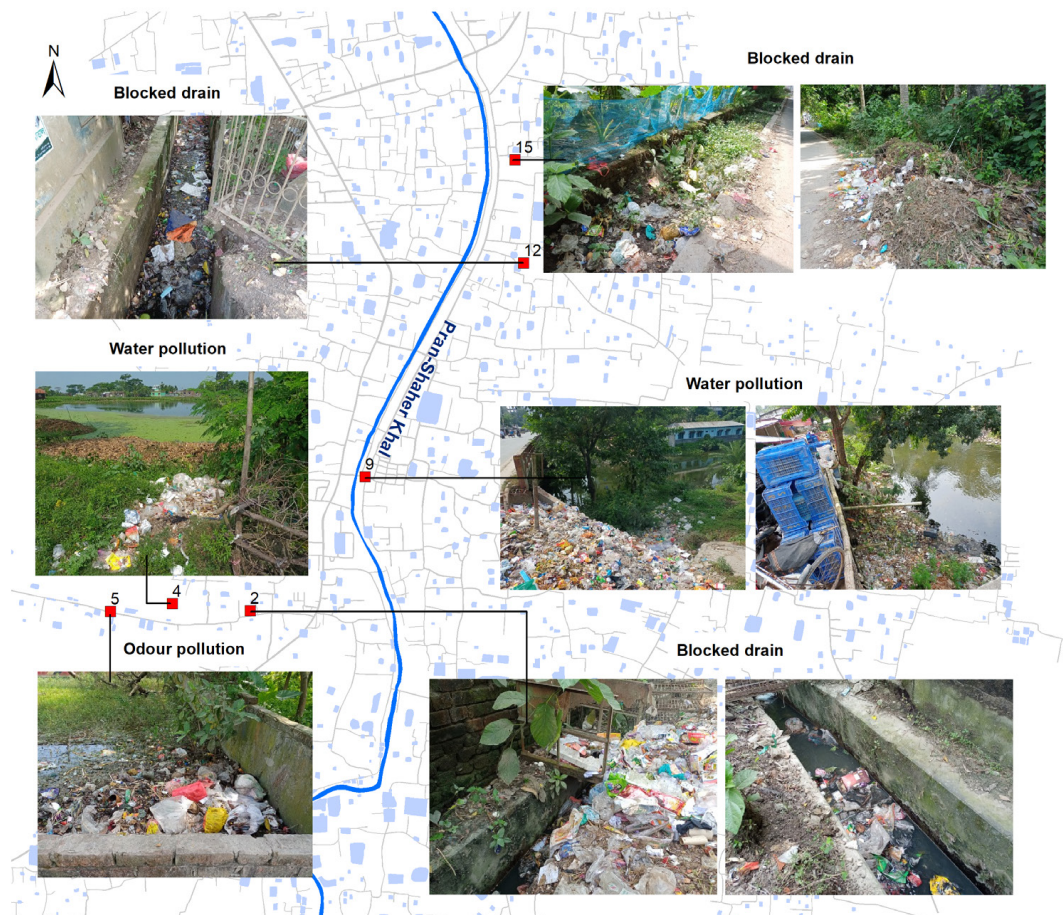 N
Blocked drain
Blocked drain
15
12
Pran-Shaher Khal
Water pollution
Water pollution
9
5
4
2
Odour pollution
Blocked drain